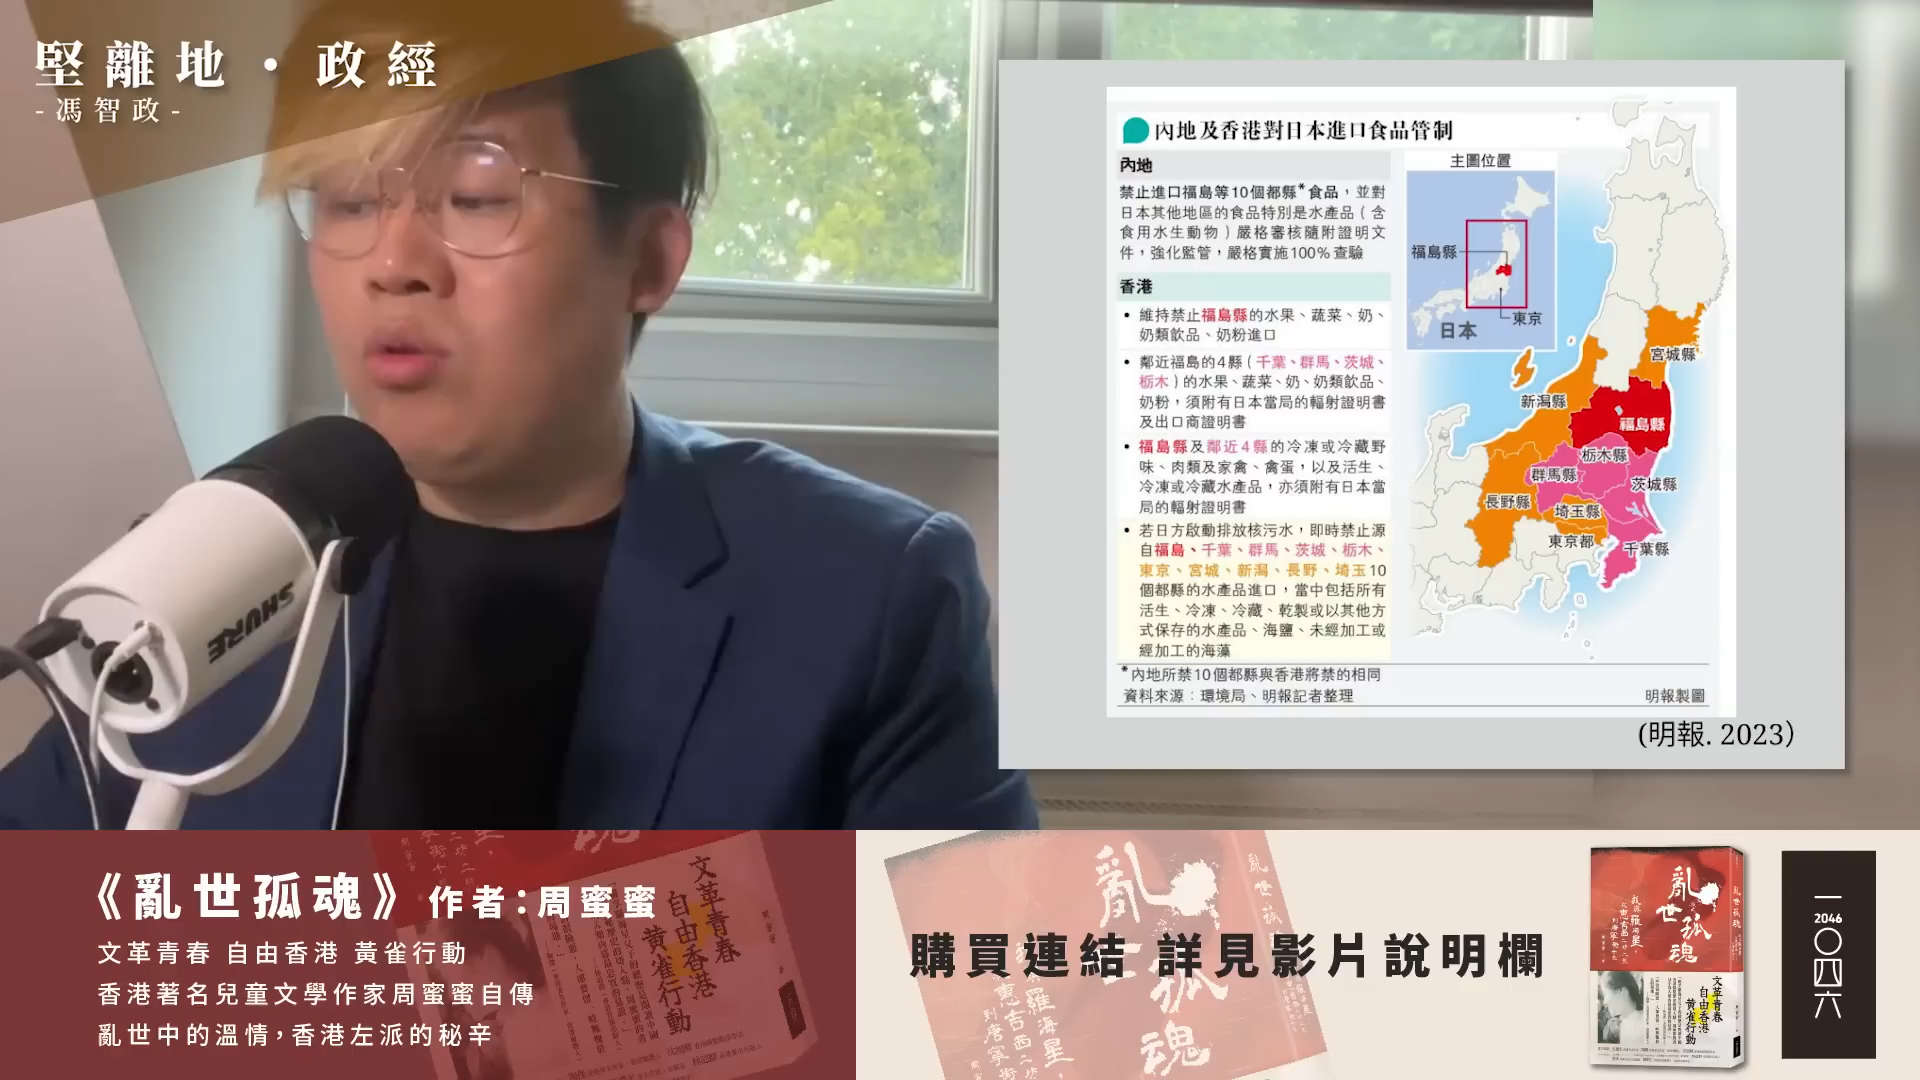 堅離地·政經
-馮智政-
SHURE
內地及香港對日本進口食品管制
內地
禁止進口福島等10個都縣*食品，並對
日本其他地區的食品特別是水產品（含
食用水生動物）嚴格審核隨附證明文
件，強化監管，嚴格實施100%查驗
香港
• 維持禁止福島縣的水果、蔬菜、奶、
奶類飲品、奶粉進口
• 鄰近福島的4縣（千葉、群馬、茨城、
栃木）的水果、蔬菜、奶、奶類飲品、
奶粉，須附有日本當局的輻射證明書
及出口商證明書
• 福島縣及鄰近4縣的冷凍或冷藏野
味、肉類及家禽、禽蛋，以及活生、
冷凍或冷藏水產品，亦須附有日本當
局的輻射證明書
• 若日方啟動排放核污水，即時禁止源
自福島、千葉、群馬、茨城、栃木、
東京、宮城、新潟、長野、埼玉10
個都縣的水產品進口，當中包括所有
活生、冷凍、冷藏、乾製或以其他方
式保存的水產品、海鹽、未經加工或
經加工的海藻
*內地所禁10個都縣與香港將禁的相同
資料來源：環境局、明報記者整理
明報製圖
主圖位置
福島縣
東京
日本
宮城縣
新潟縣
福島縣
栃木縣
群馬縣
茨城縣
長野縣
埼玉縣
東京都
千葉縣
(明報. 2023）
《亂世孤魂》作者：周蜜蜜
文革青春 自由香港 黃雀行動
香港著名兒童文學作家周蜜蜜自傳
亂世中的溫情，香港左派的秘辛
文革青春
自由香港
黃雀行動
購買連結 詳見影片說明欄
亂世孤魂
文革青春
自由香港
黃雀行動
一
2046
〇四六